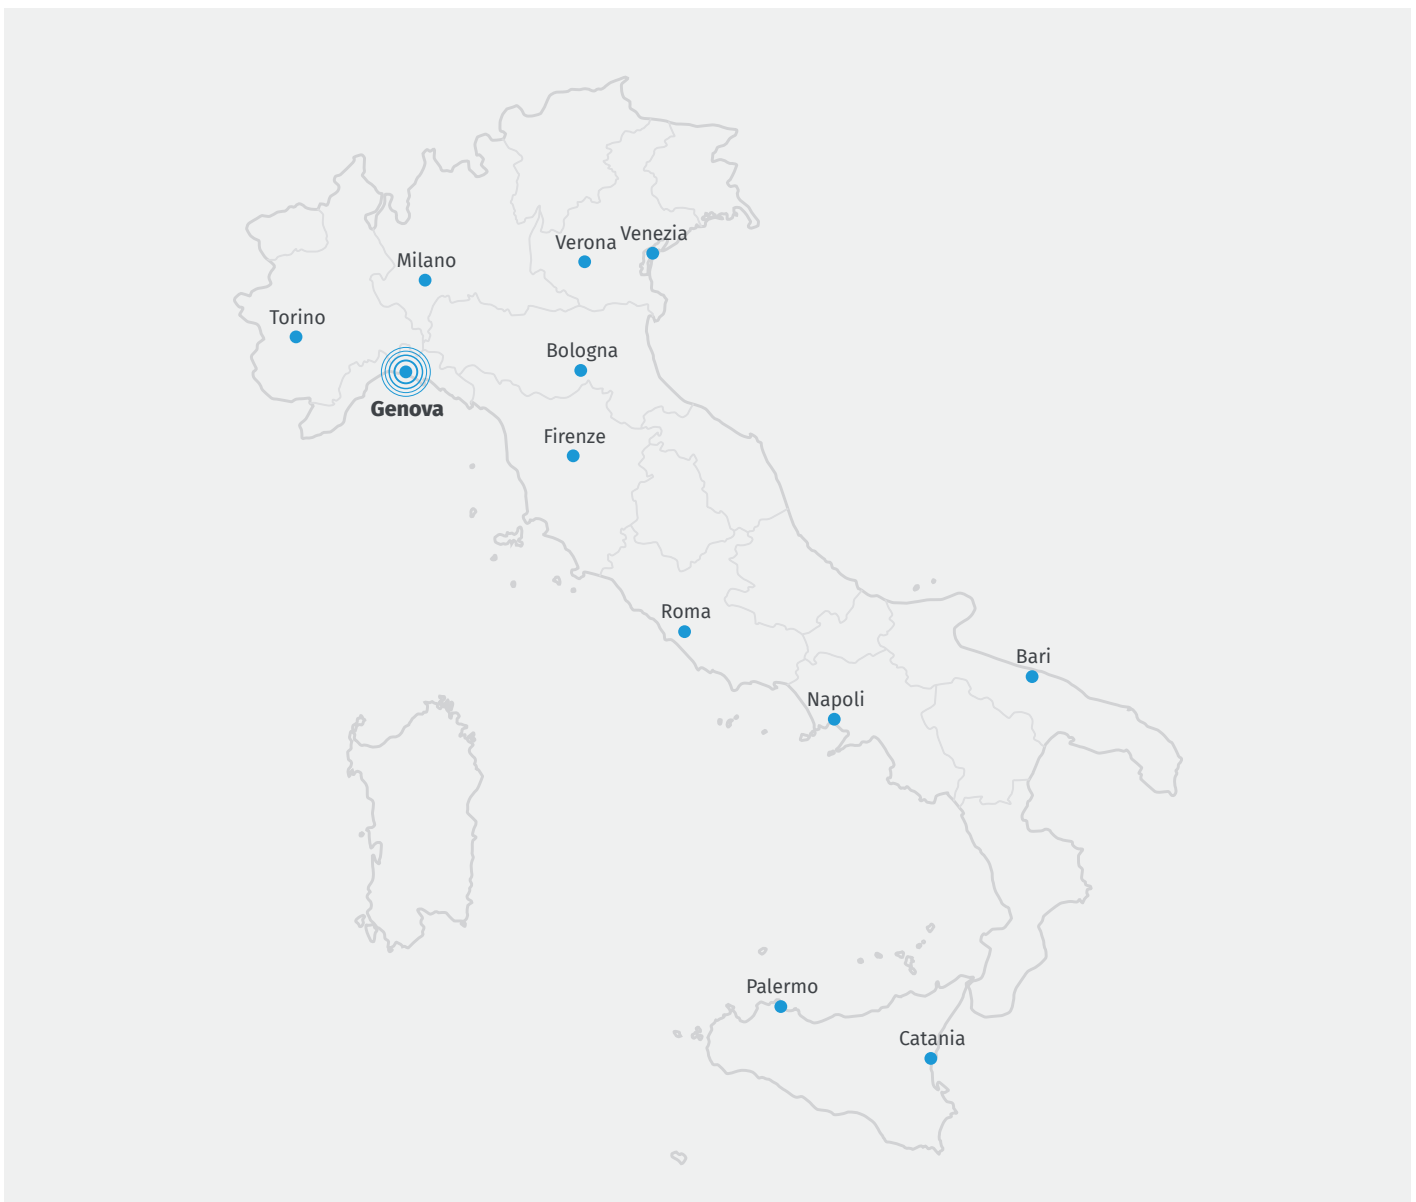 Venezia
Verona
Milano
Torino
Bologna
Genova
Firenze
Roma
Bari
Napoli
Palermo
Catania